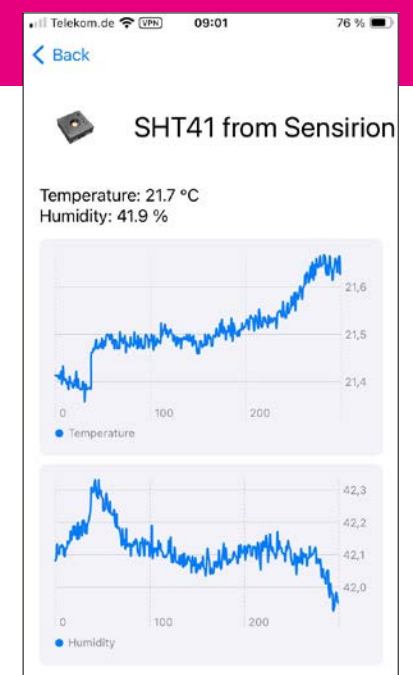 Telekom.de VPN 09:01 76 %
Back
SHT41 from Sensirion
Temperature: 21.7 °C
Humidity: 41.9 %
21,6
21,5
21,4
0 100 200
Temperature
42,3
42,2
42,1
42,0
0 100 200
Humidity